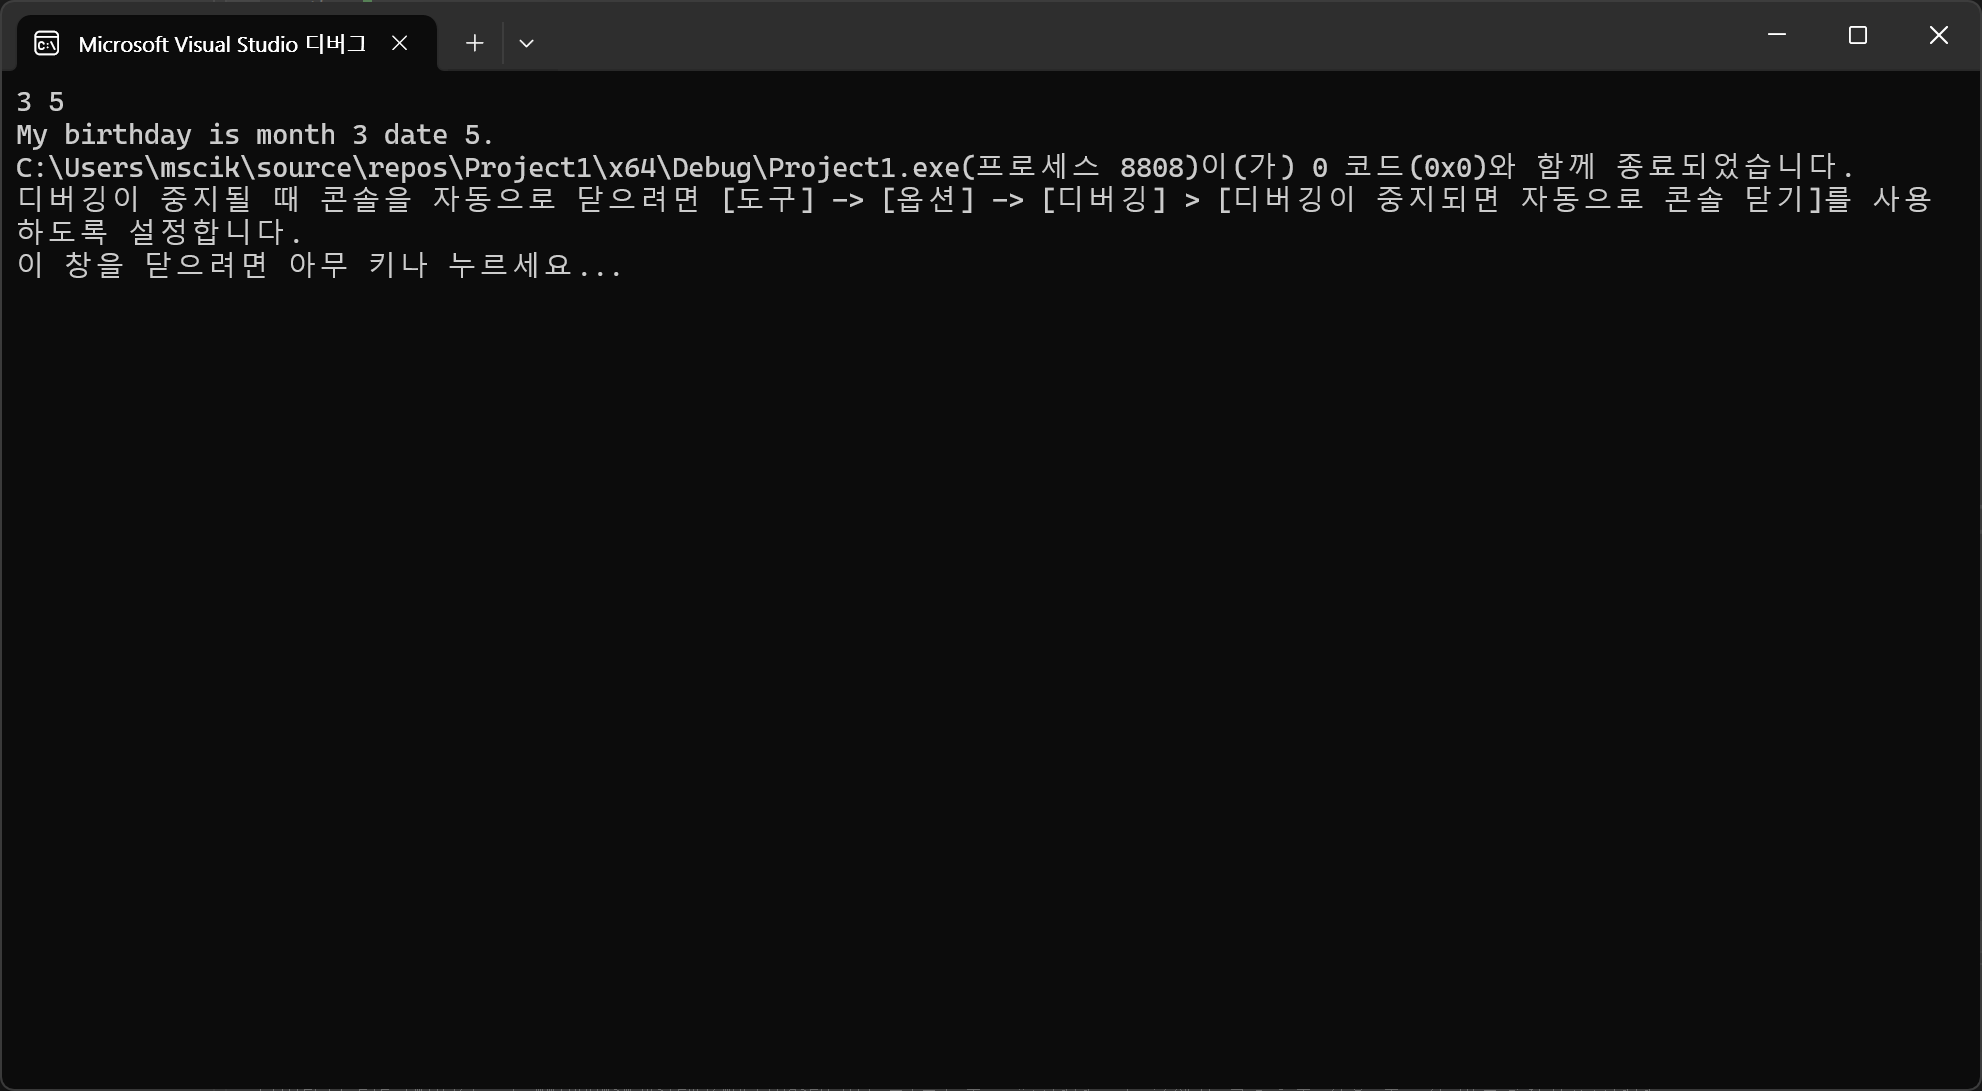 Microsoft Visual Studio 디버그
3 5
My birthday is month 3 date 5.
C:\Users\mscik\source\repos\Project1\x64\Debug\Project1.exe(프로세스 8808)이(가) 0 코드(0x0)와 함께 종료되었습니다.
디버깅이 중지될 때 콘솔을 자동으로 닫으려면 [도구] -> [옵션] -> [디버깅] > [디버깅이 중지되면 자동으로 콘솔 닫기]를 사용
하도록 설정합니다.
이 창을 닫으려면 아무 키나 누르세요...